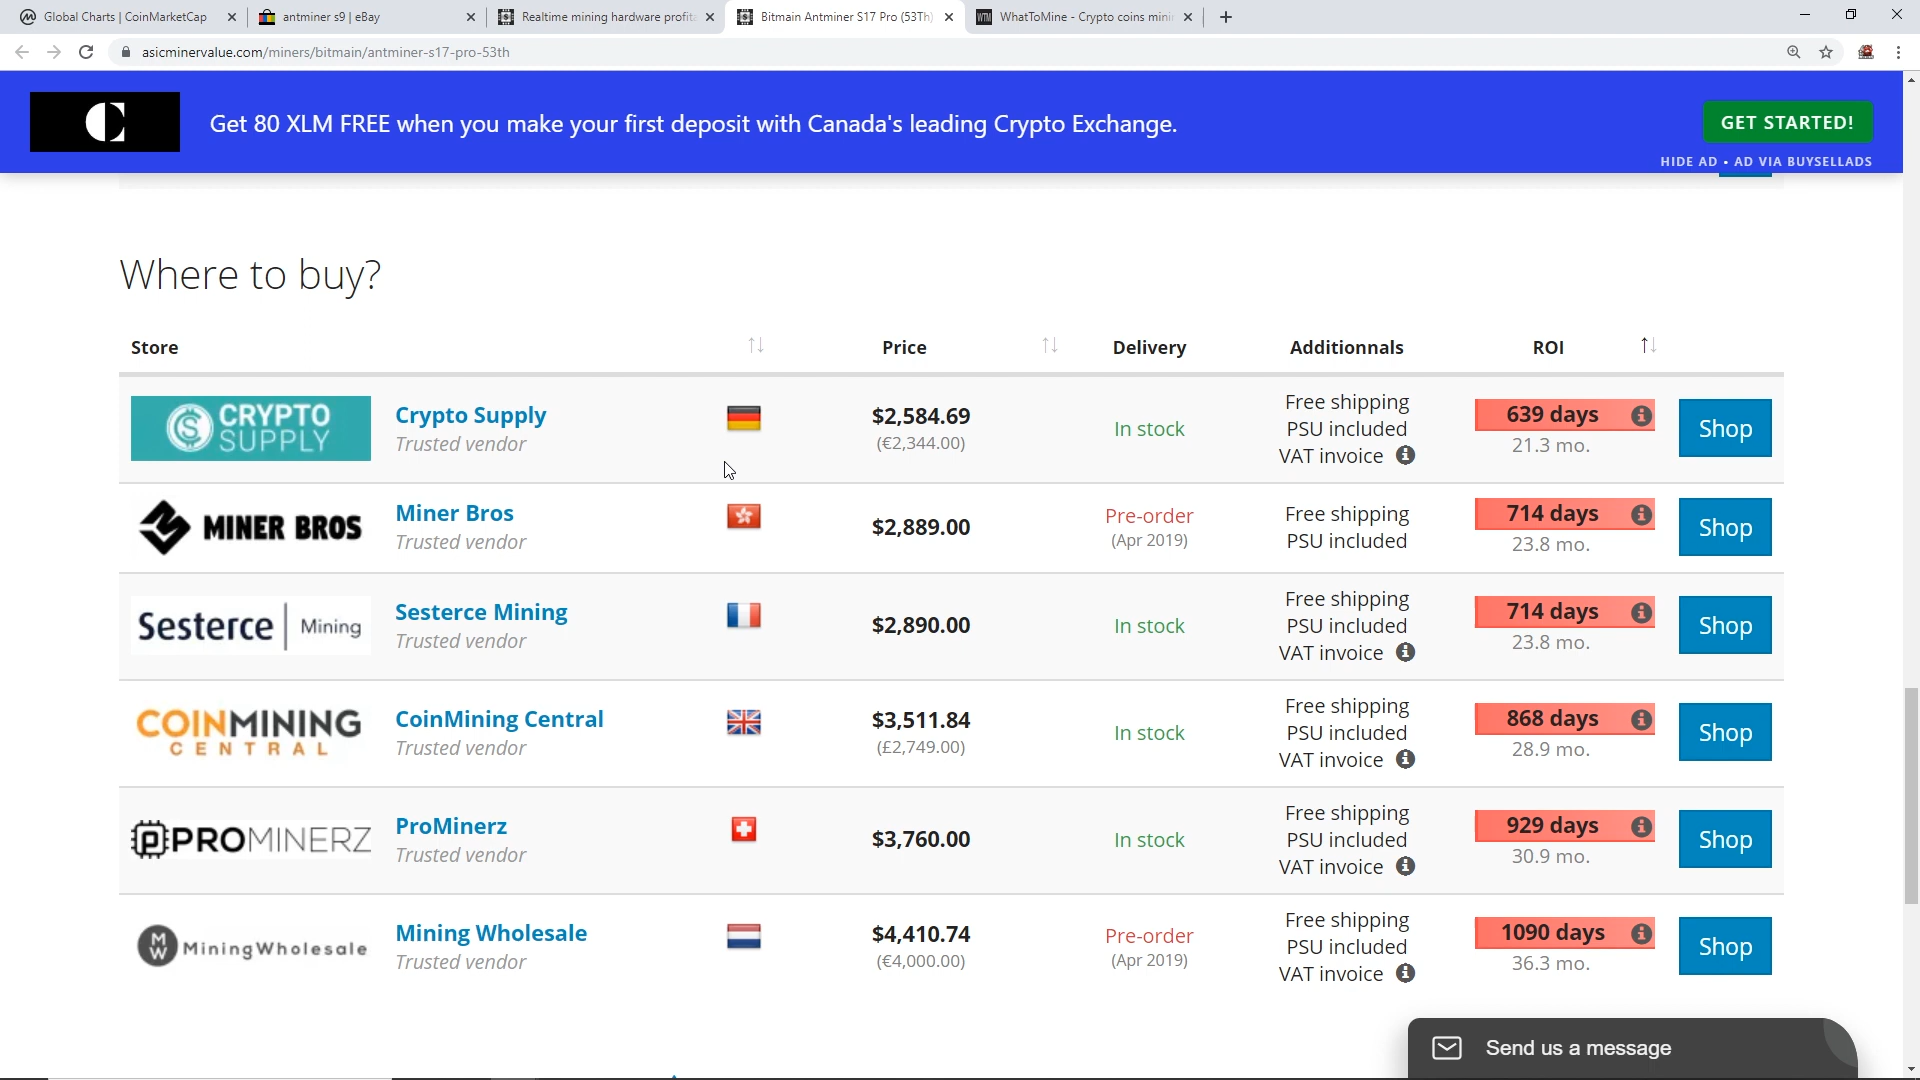 Global Charts | CoinMarketCap
antminer s9 | eBay
Realtime mining hardware profita
Bitmain Antminer S17 Pro (53Th)
WTM
WhatToMine - Crypto coins mini
asicminervalue.com/miners/bitmain/antminer-s17-pro-53th
Get 80 XLM FREE when you make your first deposit with Canada's leading Crypto Exchange.
GET STARTED!
HIDE AD • AD VIA BUYSELLADS
Where to buy?
Store Price Delivery Additionnals ROI
CRYPTO
SUPPLY
Crypto Supply
Trusted vendor
$2,584.69
(€2,344.00)
In stock
Free shipping
PSU included
VAT invoice
639 days
21.3 mo.
Shop
MINER BROS
Miner Bros
Trusted vendor
$2,889.00
Pre-order
(Apr 2019)
Free shipping
PSU included
714 days
23.8 mo.
Shop
Sesterce | Mining
Sesterce Mining
Trusted vendor
$2,890.00
In stock
Free shipping
PSU included
VAT invoice
714 days
23.8 mo.
Shop
COINMINING
CENTRAL
CoinMining Central
Trusted vendor
$3,511.84
(£2,749.00)
In stock
Free shipping
PSU included
VAT invoice
868 days
28.9 mo.
Shop
PROMINERZ
ProMinerz
Trusted vendor
$3,760.00
In stock
Free shipping
PSU included
VAT invoice
929 days
30.9 mo.
Shop
MW
MiningWholesale
Mining Wholesale
Trusted vendor
$4,410.74
(€4,000.00)
Pre-order
(Apr 2019)
Free shipping
PSU included
VAT invoice
1090 days
36.3 mo.
Shop
Send us a message